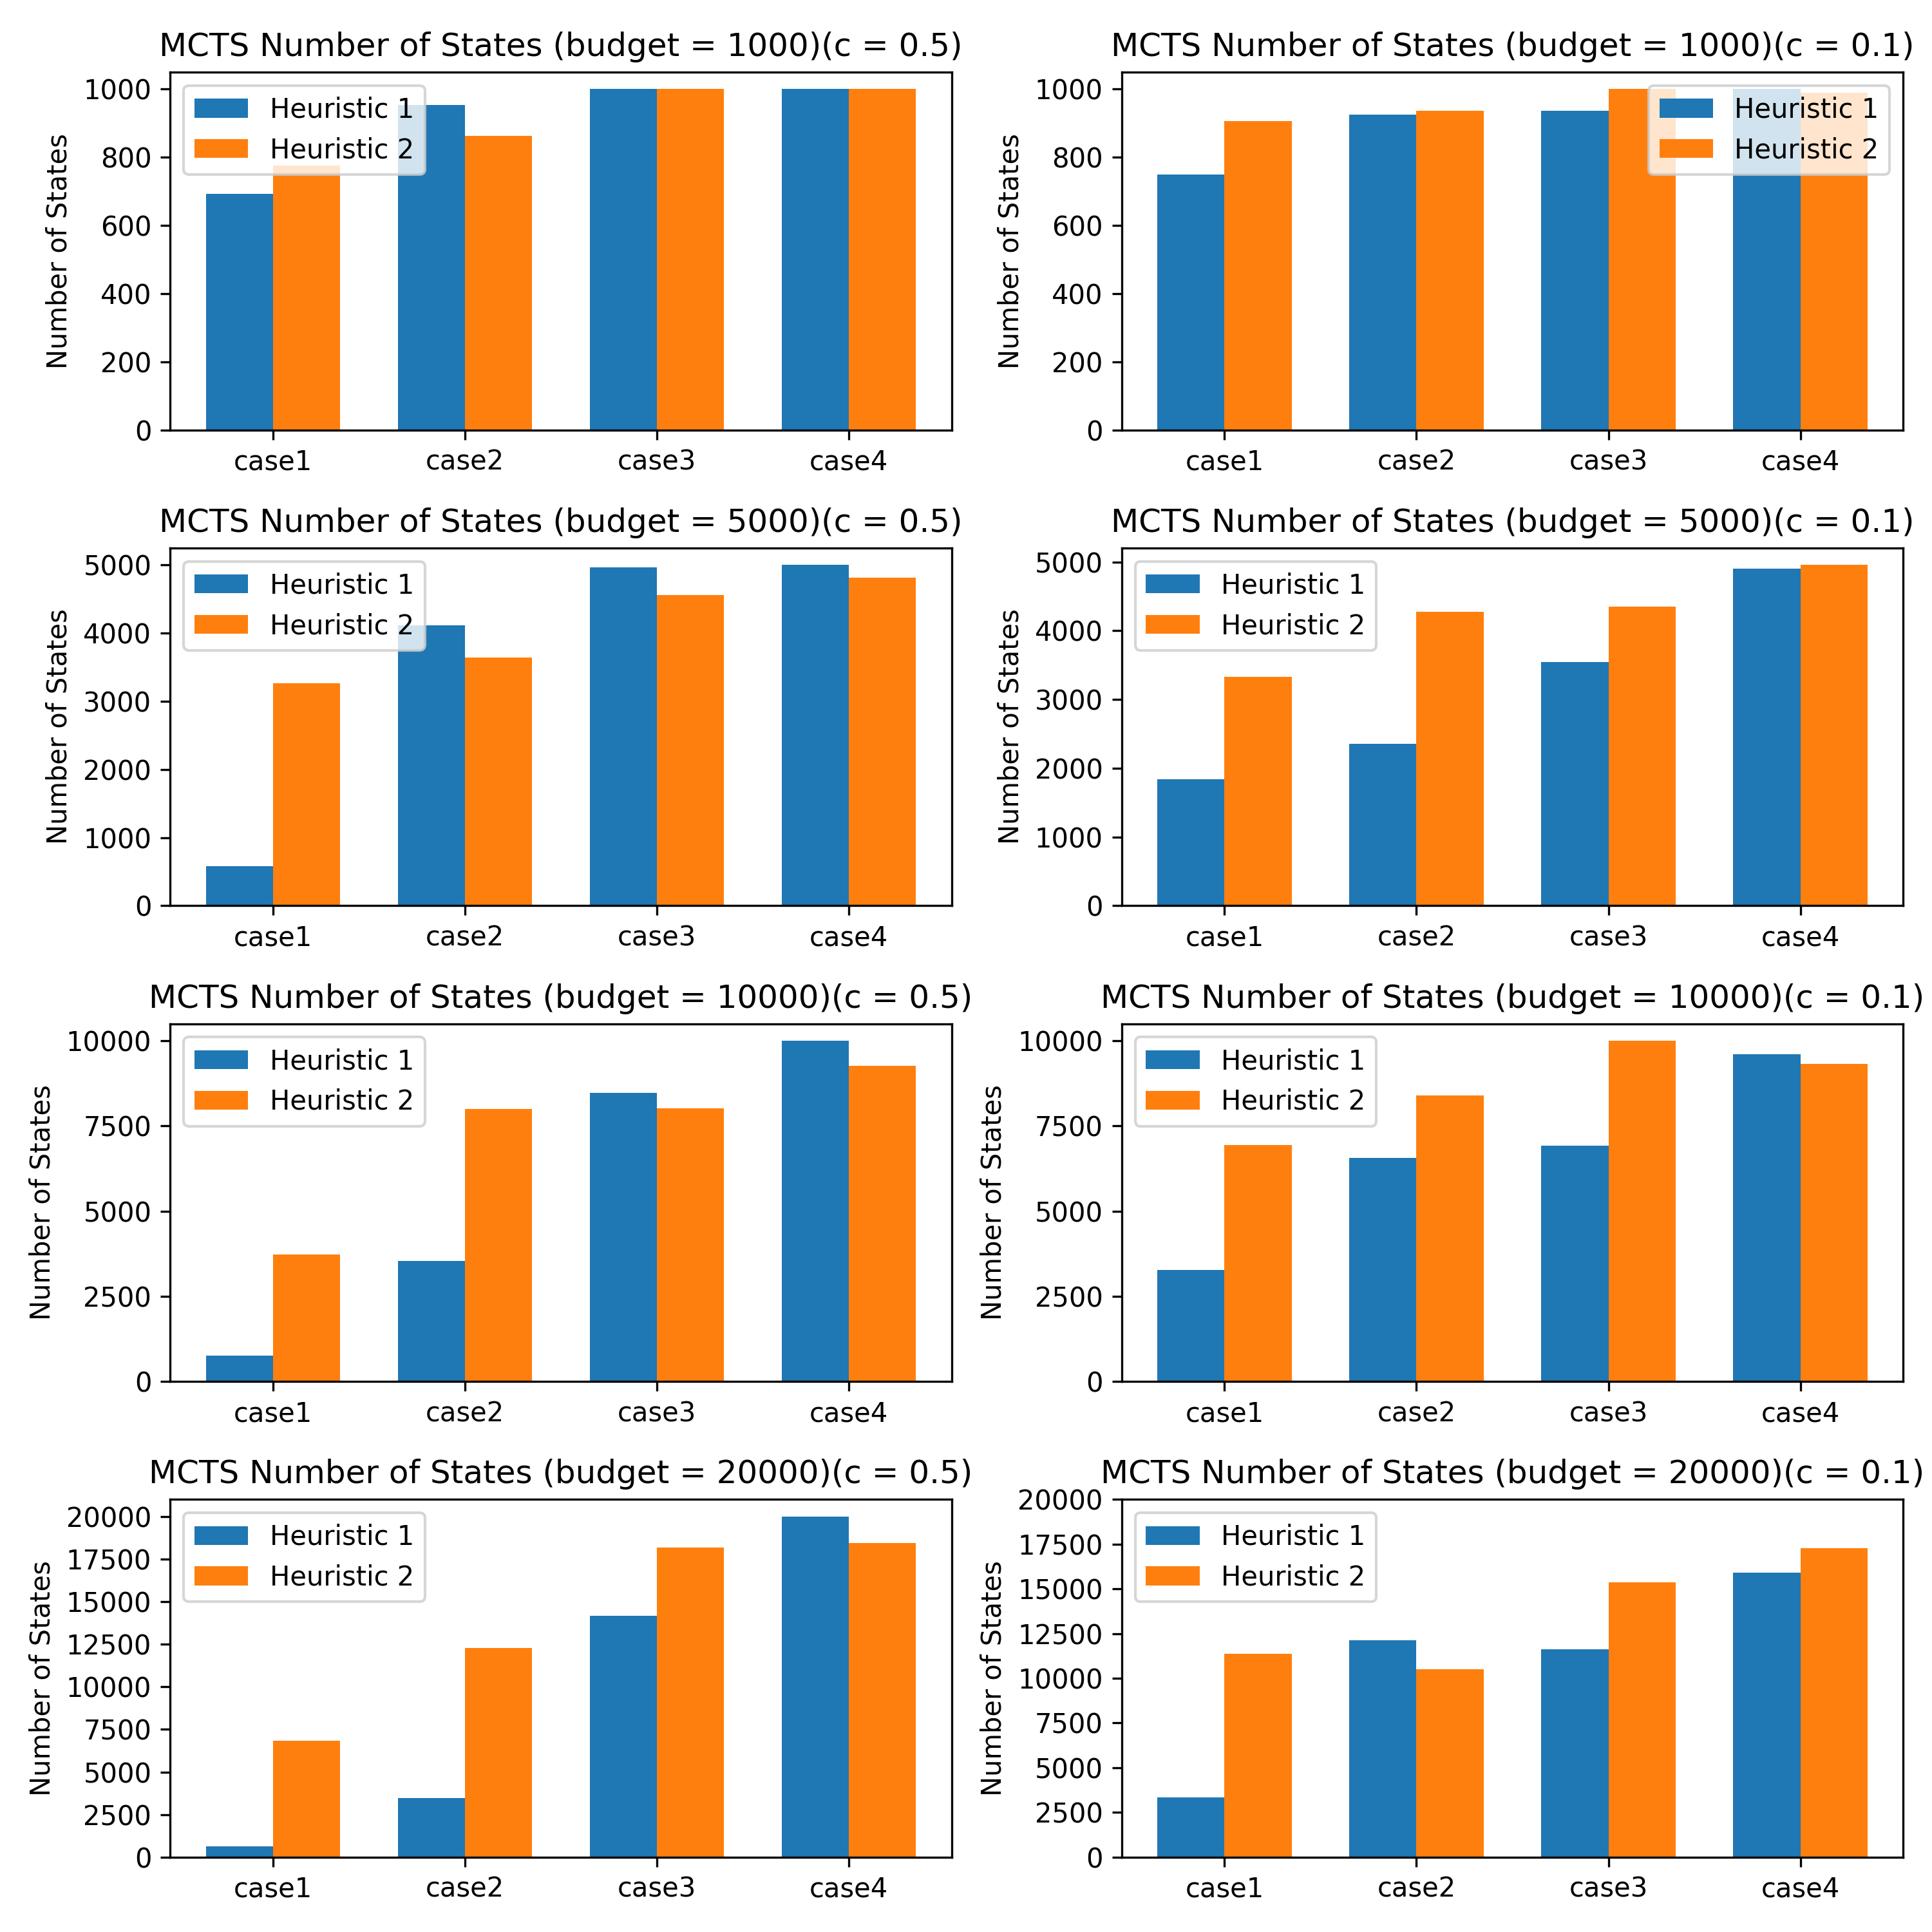 MCTS Number of States (budget = 1000)(c = 0.5)
Number of States
1000
800
600
400
200
0
Heuristic 1
Heuristic 2
case1 case2 case3 case4
MCTS Number of States (budget = 1000)(c = 0.1)
Number of States
1000
800
600
400
200
0
Heuristic 1
Heuristic 2
case1 case2 case3 case4
MCTS Number of States (budget = 5000)(c = 0.5)
Number of States
5000
4000
3000
2000
1000
0
Heuristic 1
Heuristic 2
case1 case2 case3 case4
MCTS Number of States (budget = 5000)(c = 0.1)
Number of States
5000
4000
3000
2000
1000
0
Heuristic 1
Heuristic 2
case1 case2 case3 case4
MCTS Number of States (budget = 10000)(c = 0.5)
Number of States
10000
7500
5000
2500
0
Heuristic 1
Heuristic 2
case1 case2 case3 case4
MCTS Number of States (budget = 10000)(c = 0.1)
Number of States
10000
7500
5000
2500
0
Heuristic 1
Heuristic 2
case1 case2 case3 case4
MCTS Number of States (budget = 20000)(c = 0.5)
Number of States
20000
17500
15000
12500
10000
7500
5000
2500
0
Heuristic 1
Heuristic 2
case1 case2 case3 case4
MCTS Number of States (budget = 20000)(c = 0.1)
Number of States
20000
17500
15000
12500
10000
7500
5000
2500
0
Heuristic 1
Heuristic 2
case1 case2 case3 case4